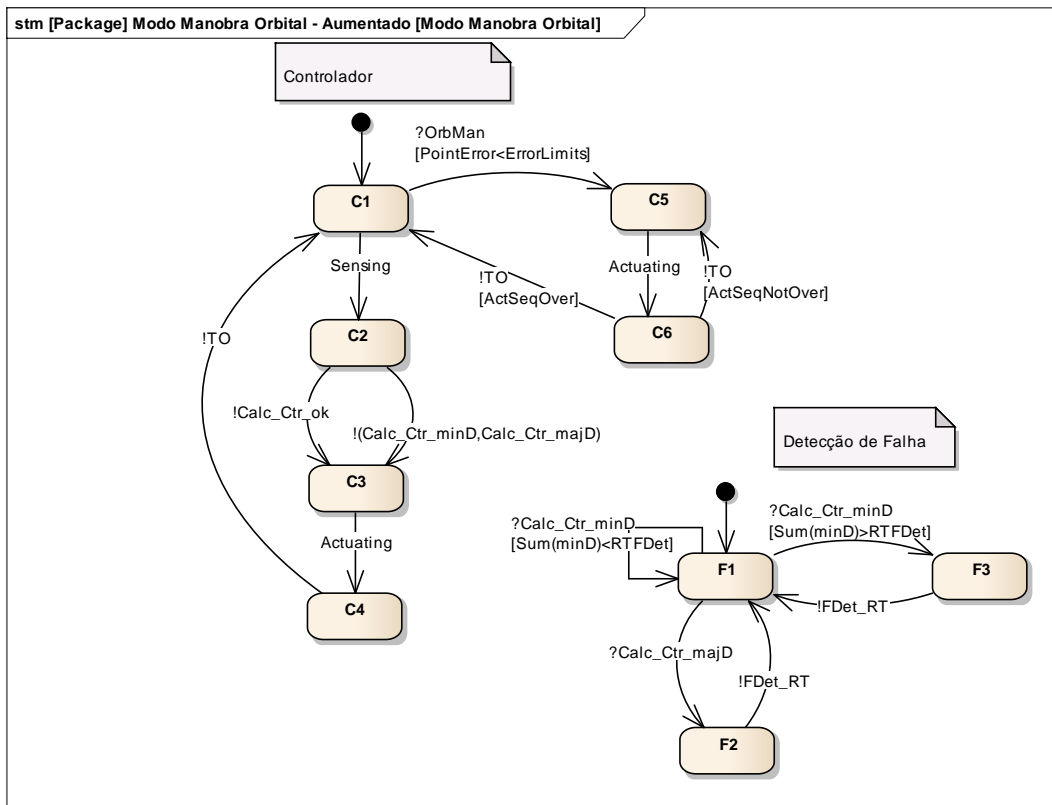 stm [Package] Modo Manobra Orbital - Aumentado [Modo Manobra Orbital]
Controlador
?OrbMan
[PointError<ErrorLimits]
C1
C5
Sensing
!TO
[ActSeqOver]
Actuating
!TO
[ActSeqNotOver]
C6
!TO
C2
!Calc_Ctr_ok
!(Calc_Ctr_minD,Calc_Ctr_majD)
C3
Actuating
C4
Detecção de Falha
?Calc_Ctr_minD
[Sum(minD)<RTFDet]
?Calc_Ctr_minD
[Sum(minD)>RTFDet]
F1
F3
!FDet_RT
?Calc_Ctr_majD
!FDet_RT
F2